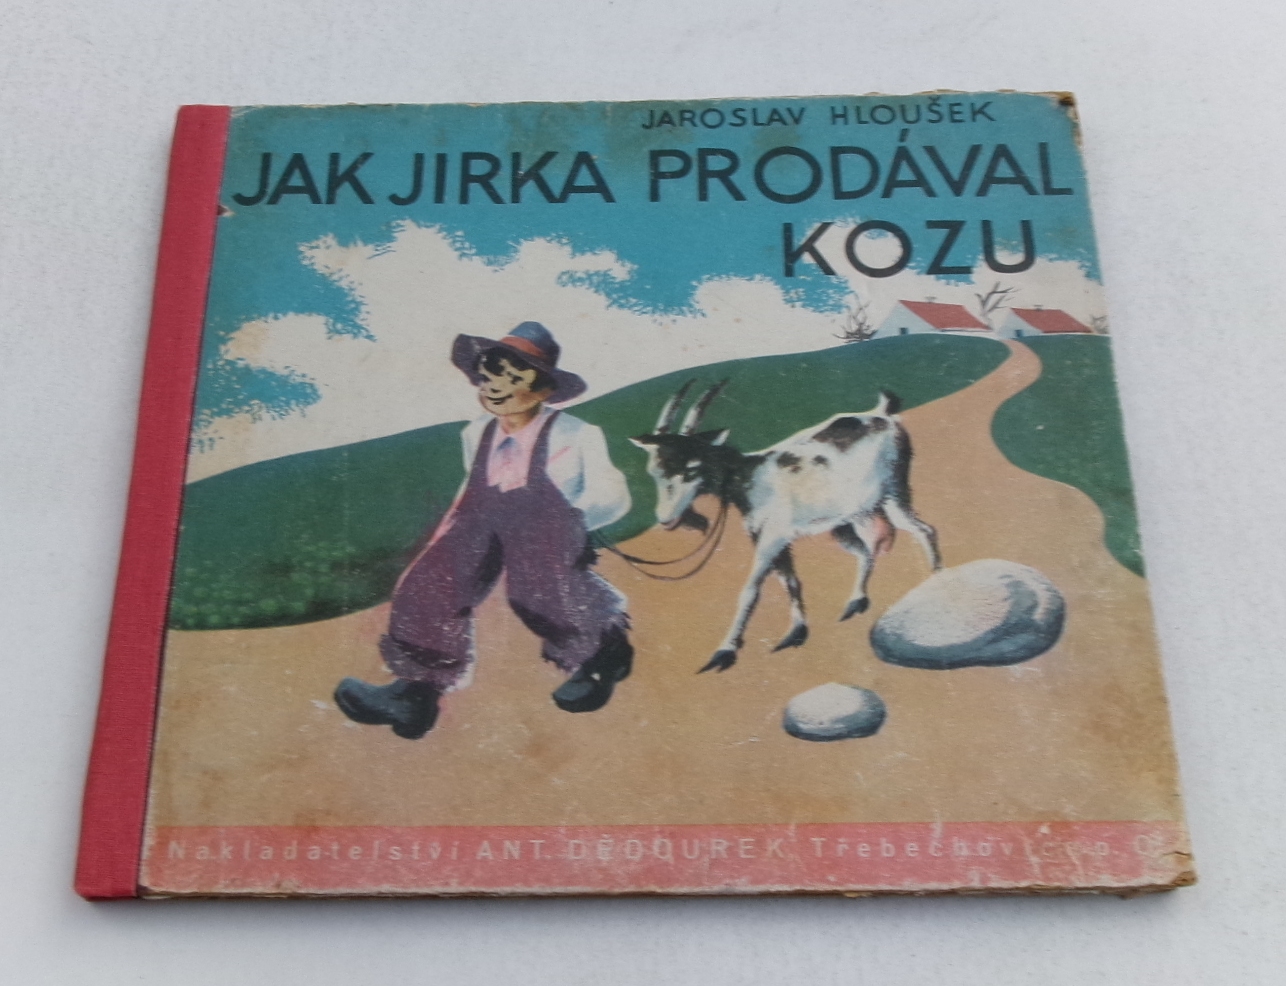 JAROSLAV HLOUŠEK
JAK JIRKA PRODÁVAL
KOZU
Nakladatelství ANT. DĚDOUREK, Třebechovice p. O.